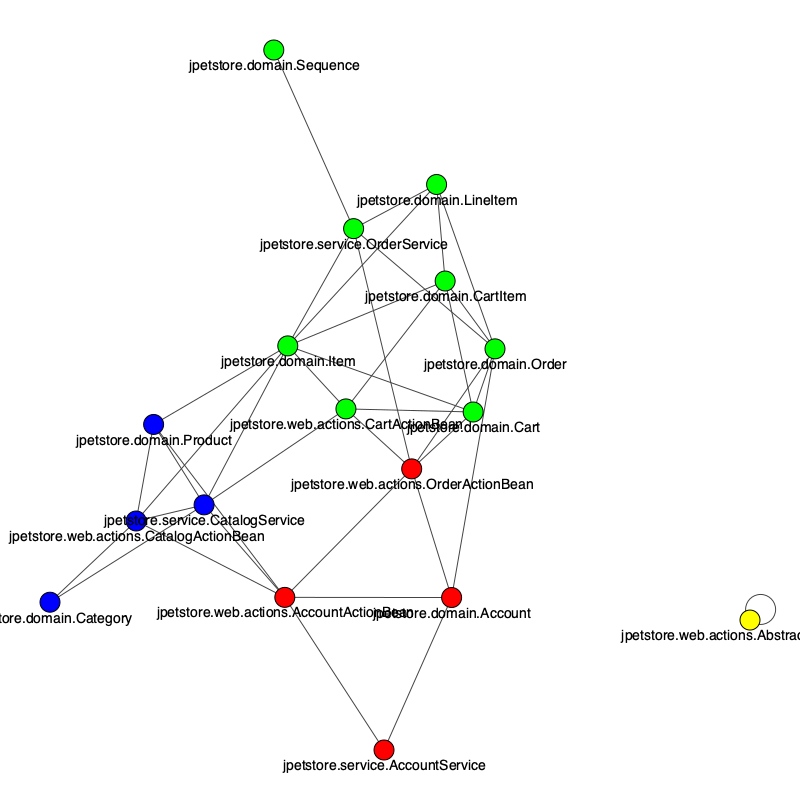 jpetstore.domain.Sequence
jpetstore.domain.LineItem
jpetstore.service.OrderService
jpetstore.domain.CartItem
jpetstore.domain.Item
jpetstore.domain.Order
jpetstore.web.actions.CartActionBean
jpetstore.domain.Cart
jpetstore.domain.Product
jpetstore.web.actions.OrderActionBean
jpetstore.service.CatalogService
jpetstore.web.actions.CatalogActionBean
jpetstore.web.actions.AccountActionBean
jpetstore.domain.Account
tore.domain.Category
jpetstore.web.actions.Abstrac
jpetstore.service.AccountService